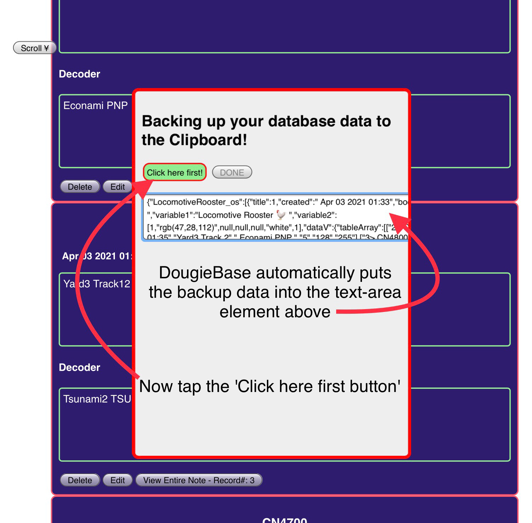 Scroll ¥
Decoder
Econami PNP
Backing up your database data to
the Clipboard!
Click here first!
DONE
Delete
Edit
{"LocomotiveRooster_os":[{"title":1,"created":" Apr 03 2021 01:33","bo
","variable1":"Locomotive Rooster 🐓 ","variable2":
[1,"rgb(47,28,112)",null,null,null,"white",1],"dataV":{"tableArray":[["2
01:35" "Yard3 Track 2" " Econami PNP " "5" "128" "255"] ["3> CN4800
Apr 03 2021 01:
Yard3 Track12
DougieBase automatically puts
the backup data into the text-area
element above
Decoder
Now tap the 'Click here first button'
Tsunami2 TSU
Delete
Edit
View Entire Note - Record#: 3
CN4700